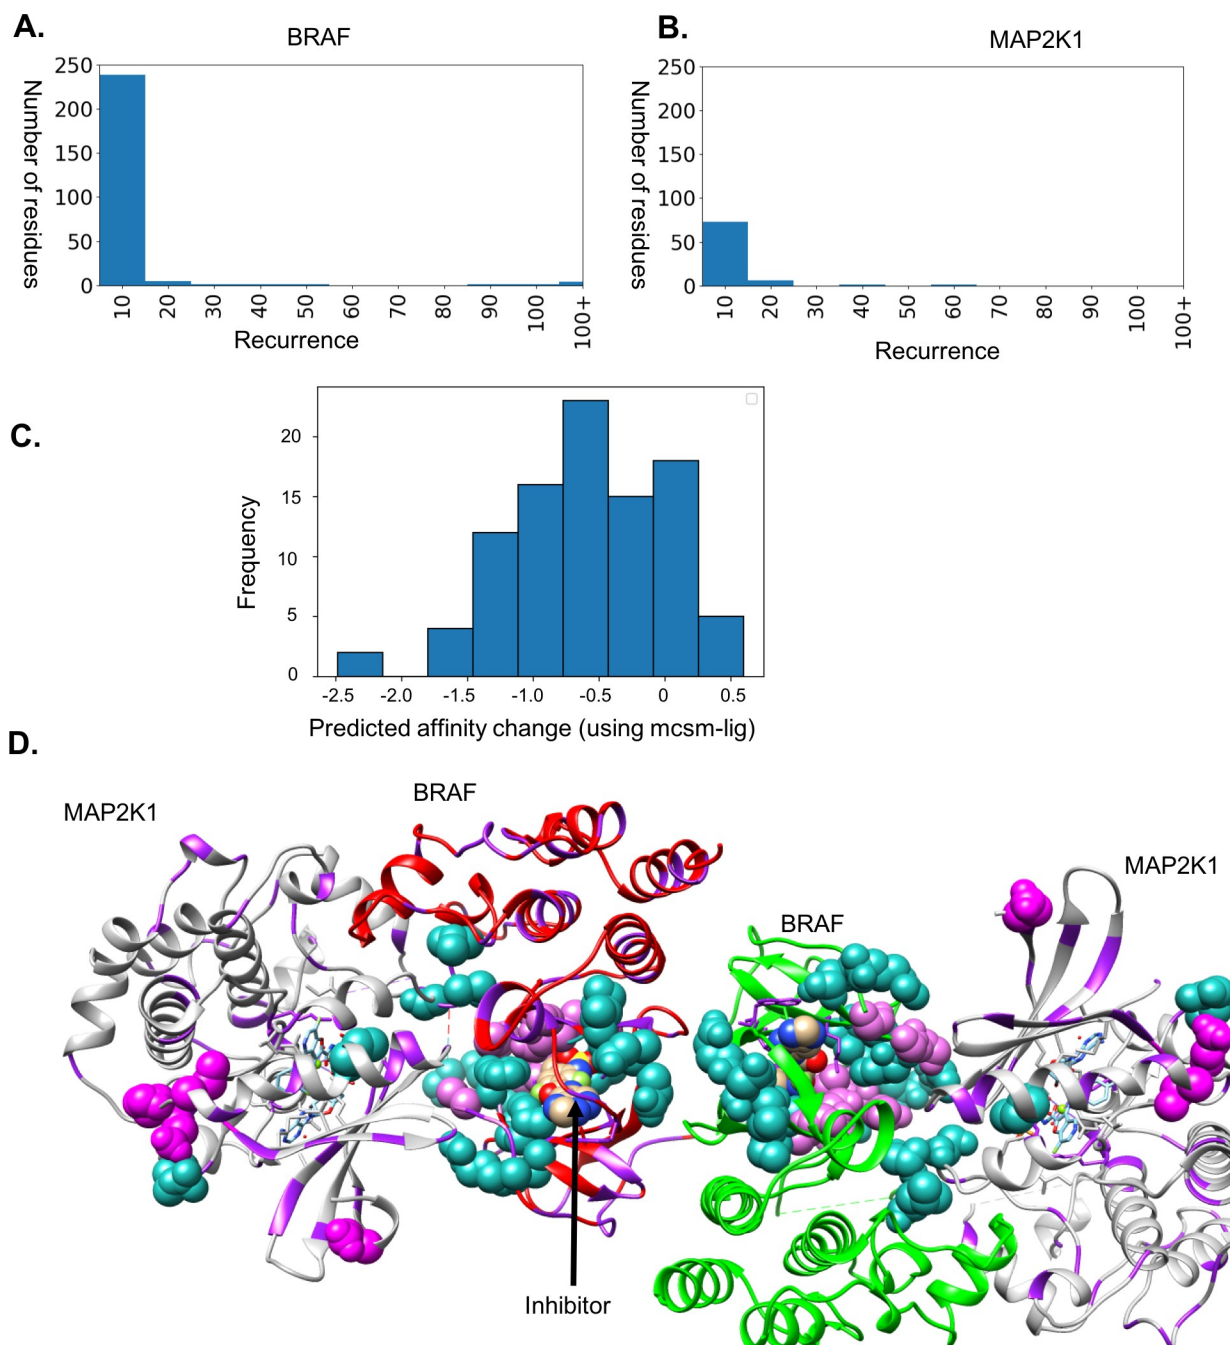 A.
BRAF
250
200
150
100
50
0
Number of residues
10 20 30 40 50 60 70 80 90 100 100+
Recurrence
B.
MAP2K1
250
200
150
100
50
0
Number of residues
10 20 30 40 50 60 70 80 90 100 100+
Recurrence
C.
20
15
10
5
0
Frequency
-2.5 -2.0 -1.5 -1.0 -0.5 0 0.5
Predicted affinity change (using mcsm-lig)
D.
MAP2K1
BRAF
BRAF
MAP2K1
Inhibitor